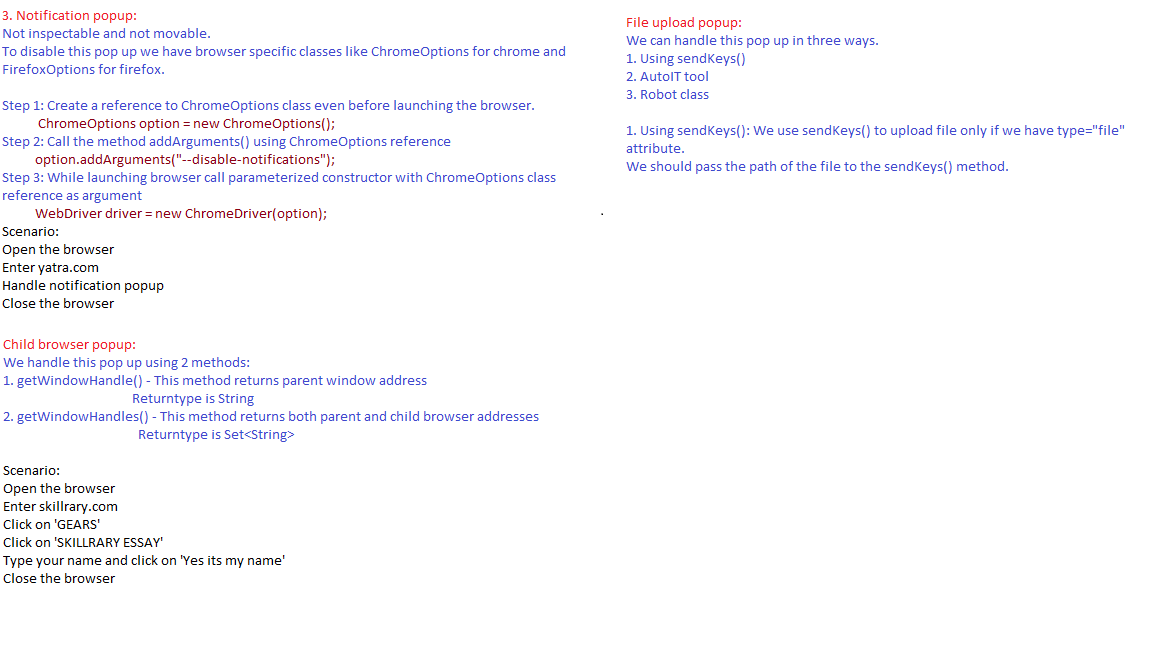 3. Notification popup:
Not inspectable and not movable.
To disable this pop up we have browser specific classes like ChromeOptions for chrome and
FirefoxOptions for firefox.
Step 1: Create a reference to ChromeOptions class even before launching the browser.
ChromeOptions option = new ChromeOptions();
Step 2: Call the method addArguments() using ChromeOptions reference
option.addArguments("--disable-notifications");
Step 3: While launching browser call parameterized constructor with ChromeOptions class
reference as argument
WebDriver driver = new ChromeDriver(option);
Scenario:
Open the browser
Enter yatra.com
Handle notification popup
Close the browser
Child browser popup:
We handle this pop up using 2 methods:
1. getWindowHandle() - This method returns parent window address
Returntype is String
2. getWindowHandles() - This method returns both parent and child browser addresses
Returntype is Set<String>
Scenario:
Open the browser
Enter skillrary.com
Click on 'GEARS'
Click on 'SKILLRARY ESSAY'
Type your name and click on 'Yes its my name'
Close the browser
File upload popup:
We can handle this pop up in three ways.
1. Using sendKeys()
2. AutoIT tool
3. Robot class
1. Using sendKeys(): We use sendKeys() to upload file only if we have type="file"
attribute.
We should pass the path of the file to the sendKeys() method.
.